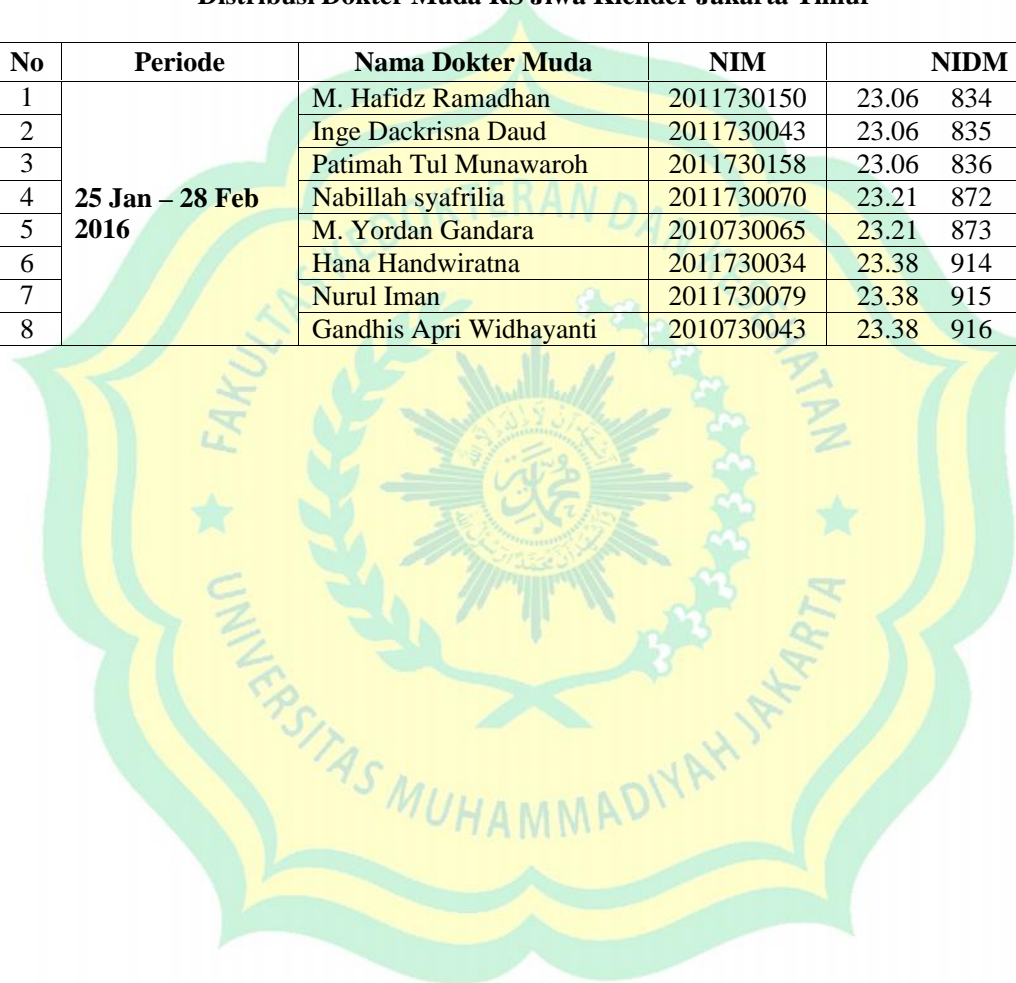 Distribusi Dokter Muda RS Jiwa Klender Jakarta Timur
No Periode Nama Dokter Muda NIM NIDM
1 M. Hafidz Ramadhan 2011730150 23.06 834
2 Inge Dackrisna Daud 2011730043 23.06 835
3 Patimah Tul Munawaroh 2011730158 23.06 836
4 25 Jan – 28 Feb Nabillah syafrilia 2011730070 23.21 872
5 2016 M. Yordan Gandara 2010730065 23.21 873
6 Hana Handwiratna 2011730034 23.38 914
7 Nurul Iman 2011730079 23.38 915
8 Gandhis Apri Widhayanti 2010730043 23.38 916
FAKULTAS KEDOKTERAN DAN KESEHATAN
UNIVERSITAS MUHAMMADIYAH JAKARTA